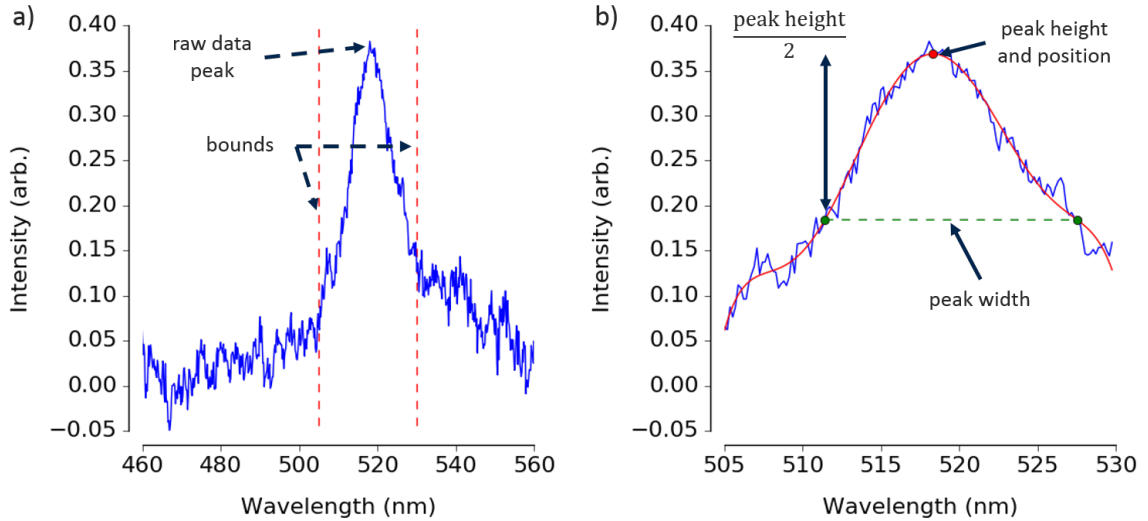 a)
0.40
0.35
0.30
0.25
0.20
0.15
0.10
0.05
0.00
−0.05
Intensity (arb.)
raw data
peak
bounds
460
480
500
520
540
560
Wavelength (nm)
b)
0.40
0.35
0.30
0.25
0.20
0.15
0.10
0.05
0.00
−0.05
Intensity (arb.)
peak height
2
peak height
and position
peak width
505
510
515
520
525
530
Wavelength (nm)